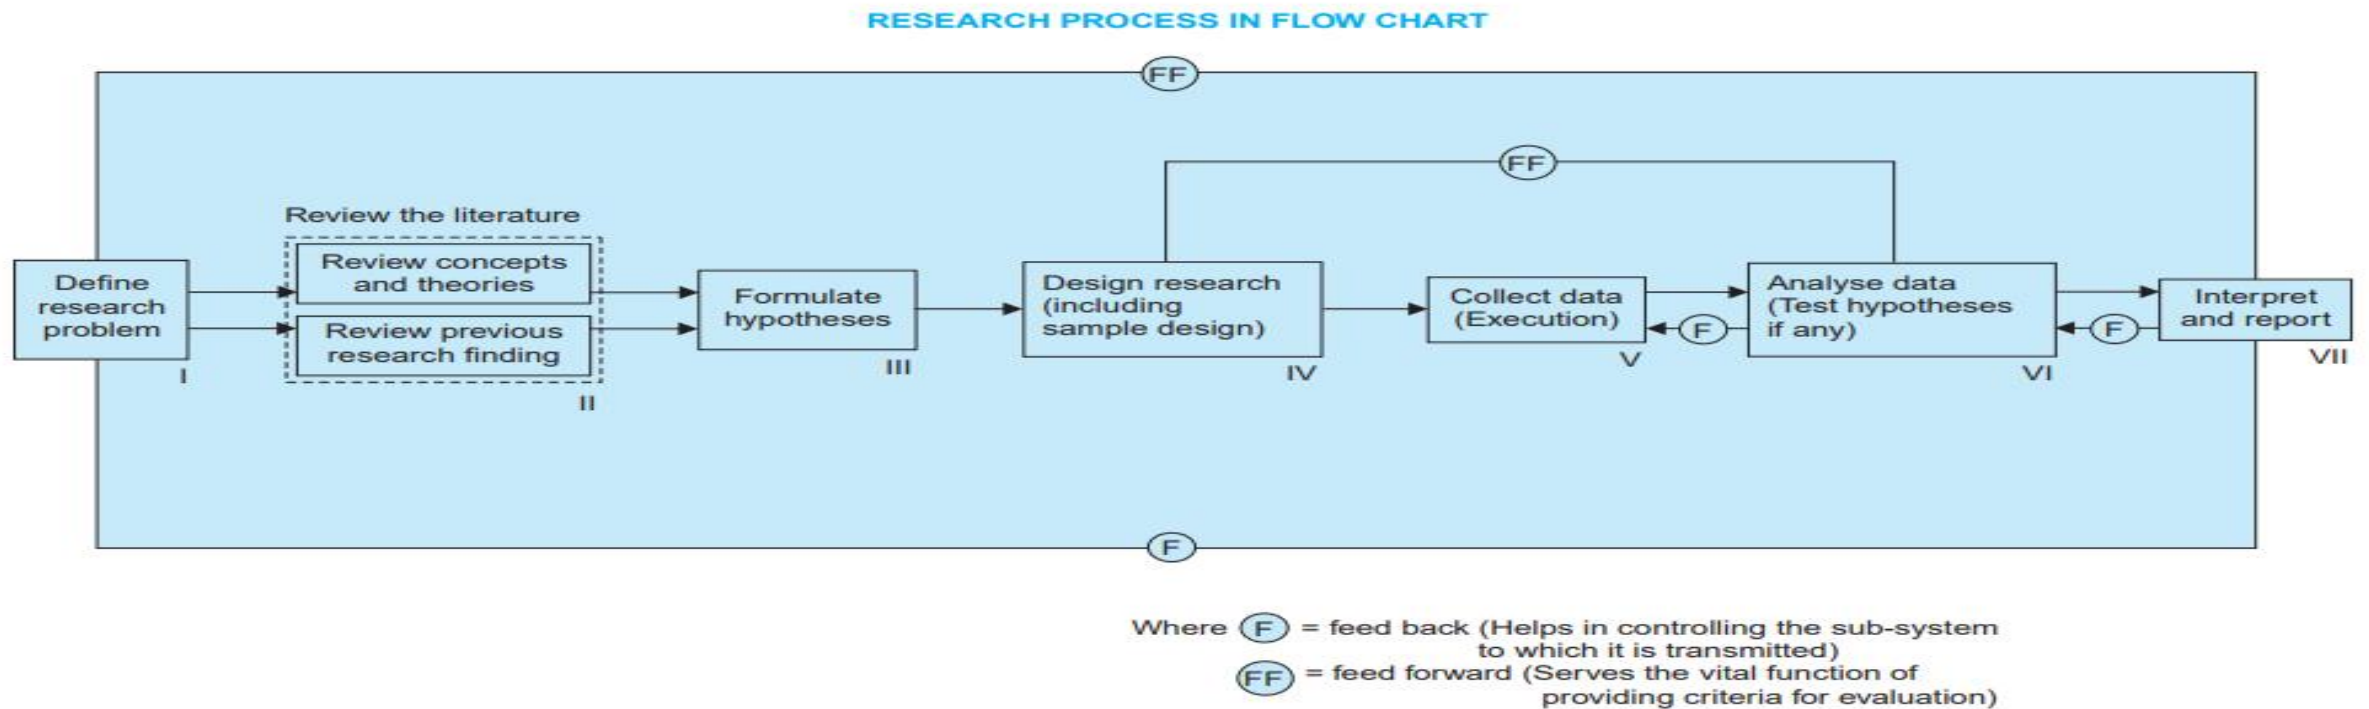 RESEARCH PROCESS IN FLOW CHART
FF
FF
Review the literature
Define
research
problem
I
Review concepts
and theories
Review previous
research finding
II
Formulate
hypotheses
III
Design research
(including
sample design)
IV
Collect data
(Execution)
V
F
Analyse data
(Test hypotheses
if any)
VI
F
Interpret
and report
VII
F
Where F = feed back (Helps in controlling the sub-system
to which it is transmitted)
FF = feed forward (Serves the vital function of
providing criteria for evaluation)